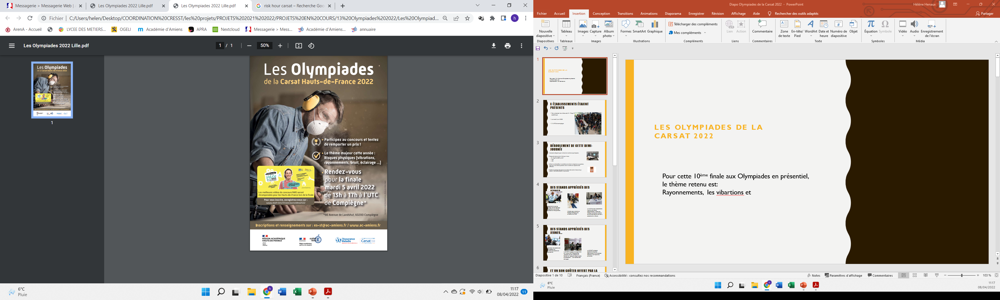 Messagerie > Messagerie Web |
Les Olympiades 2022 Lille.pdf
Les Olympiades 2022 Lille.pdf
risk hour carsat – Recherche Goo
Fichier | C:/Users/helen/Desktop/COORDINATION%20CRESST/les%20projets/PROJETS%202021%202022/PROJETS%20EN%20COURS/13%20Olympiades%202022/Les%20Olympiad...
h
ArenA - Accueil
LYCEE DES METIERS...
OGELI
Académie d'Amiens
APRA
Nextcloud
Messagerie > Mess...
Académie d'Amiens...
annuaire
Les Olympiades 2022 Lille.pdf
1 / 1
50%
1
Les Olympiades
de la Carsat Hauts-de-France 2022
• Participez au concours et tentez
de remporter un prix !
• Le thème majeur cette année :
Risques physiques (vibrations,
rayonnements, bruit, éclairage ...)
• Rendez-vous
pour la finale
mardi 5 avril 2022
de 13h à 17h à l'UTC
de Compiègne*
Les meilleures vidéos du concours INRS seront
récompensées pour les Hauts-de-France lors de la finale
Pour vous inscrire, enregistrez-vous sur :
www.esst-inrs.fr/concoursvideo2022
*66 Avenue de Landshut, 60200 Compiègne
Inscriptions et renseignements sur : es-st@ac-amiens.fr / www.ac-amiens.fr
RÉGION ACADÉMIQUE
HAUTS-DE-FRANCE
l'Assurance
Maladie
Carsat
6°C
Pluie
11:17
08/04/2022
11
Diapo Olympiades de la Carsat 2022 - PowerPoint
Hélène Henaux
Fichier
Accueil
Insertion
Conception
Transitions
Animations
Diaporama
Enregistrer
Révision
Affichage
Aide
Rechercher des outils adaptés
Partager
Nouvelle
diapositive
Tableau
Images
Capture
Album
photo
Formes
SmartArt
Graphique
Télécharger des compléments
Mes compléments
Lien
Action
Commentaire
Zone
de texte
En-tête/
Pied
WordArt
Date et
heure
Numéro de
diapositive
Objet
Équation
Symbole
Vidéo
Audio
Enregistrement
de l'écran
Diapositives
Tableaux
Images
Illustrations
Compléments
Liens
Commentaires
Texte
Symboles
Média
1
2
X ÉTABLISSEMENTS ÉTAIENT
PRÉSENTS
3
DÉROULEMENT DE CETTE DEMI-
JOURNÉE
4
DES STANDS APPRÉCIÉS DES
JEUNES...
5
DES STANDS APPRÉCIÉS DES
JEUNES...
6
ET UN BON GOÛTER OFFERT PAR LA
LES OLYMPIADES DE LA
CARSAT 2022
Pour cette 10ème finale aux Olympiades en présentiel,
le thème retenu est:
Rayonnements, les vibartions et
Diapositive 1 de 10
Français (France)
Accessibilité : consultez nos recommandations
Notes
Paramètres d'affichage
Commentaires
103 %
6°C
Pluie
11:17
08/04/2022